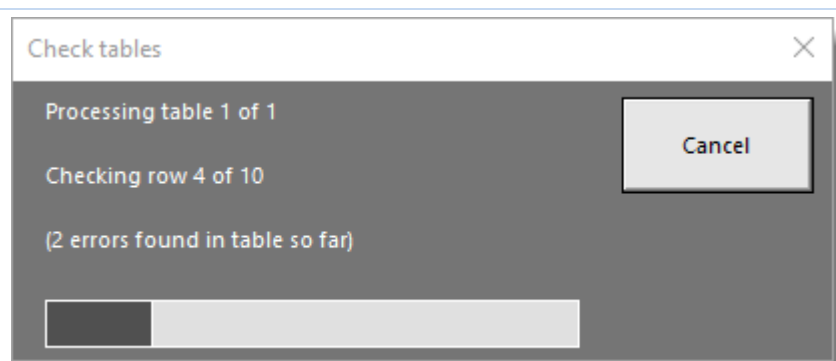 Check tables
Processing table 1 of 1
Cancel
Checking row 4 of 10
(2 errors found in table so far)